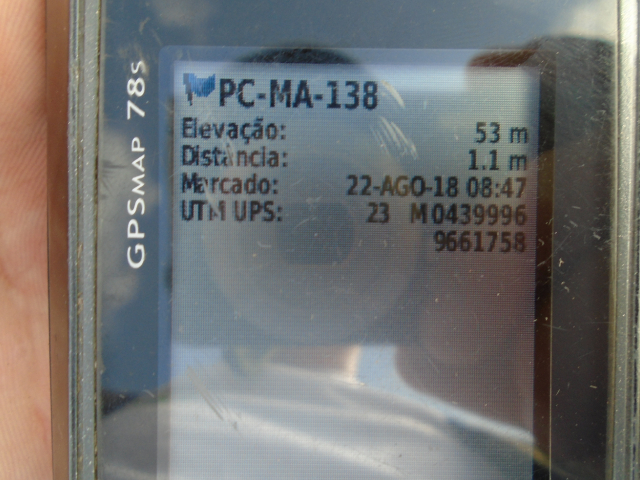 GPSMAP 78s
PC-MA-138
Elevação: 53 m
Distância: 1.1 m
Marcado: 22-AGO-18 08:47
UTM UPS: 23 M 0439996
9661758